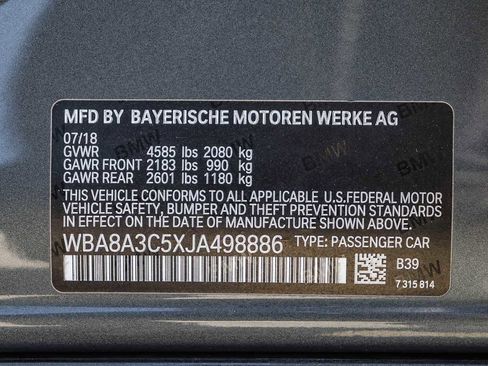 MFD BY BAYERISCHE MOTOREN WERKE AG
07/18
GVWR 4585 lbs 2080 kg
GAWR FRONT 2183 lbs 990 kg
GAWR REAR 2601 lbs 1180 kg
THIS VEHICLE CONFORMS TO ALL APPLICABLE U.S.FEDERAL MOTOR
VEHICLE SAFETY, BUMPER AND THEFT PREVENTION STANDARDS IN
EFFECT ON THE DATE OF MANUFACTURE SHOWN ABOVE.
WBA8A3C5XJA498886 TYPE: PASSENGER CAR
B39
7 315 814